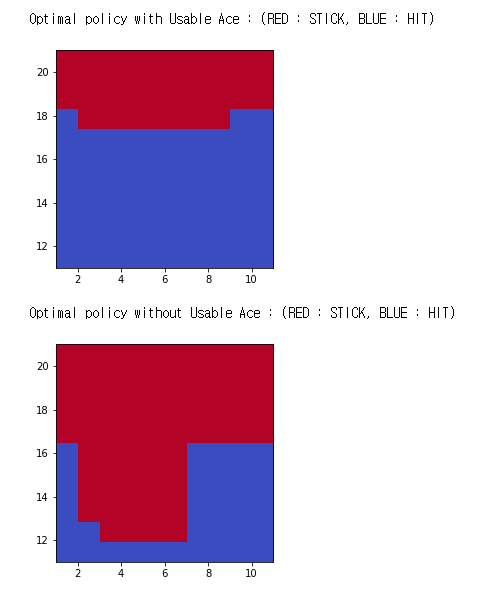 Optimal policy with Usable Ace : (RED : STICK, BLUE : HIT)
20
18
16
14
12
2 4 6 8 10
Optimal policy without Usable Ace : (RED : STICK, BLUE : HIT)
20
18
16
14
12
2 4 6 8 10